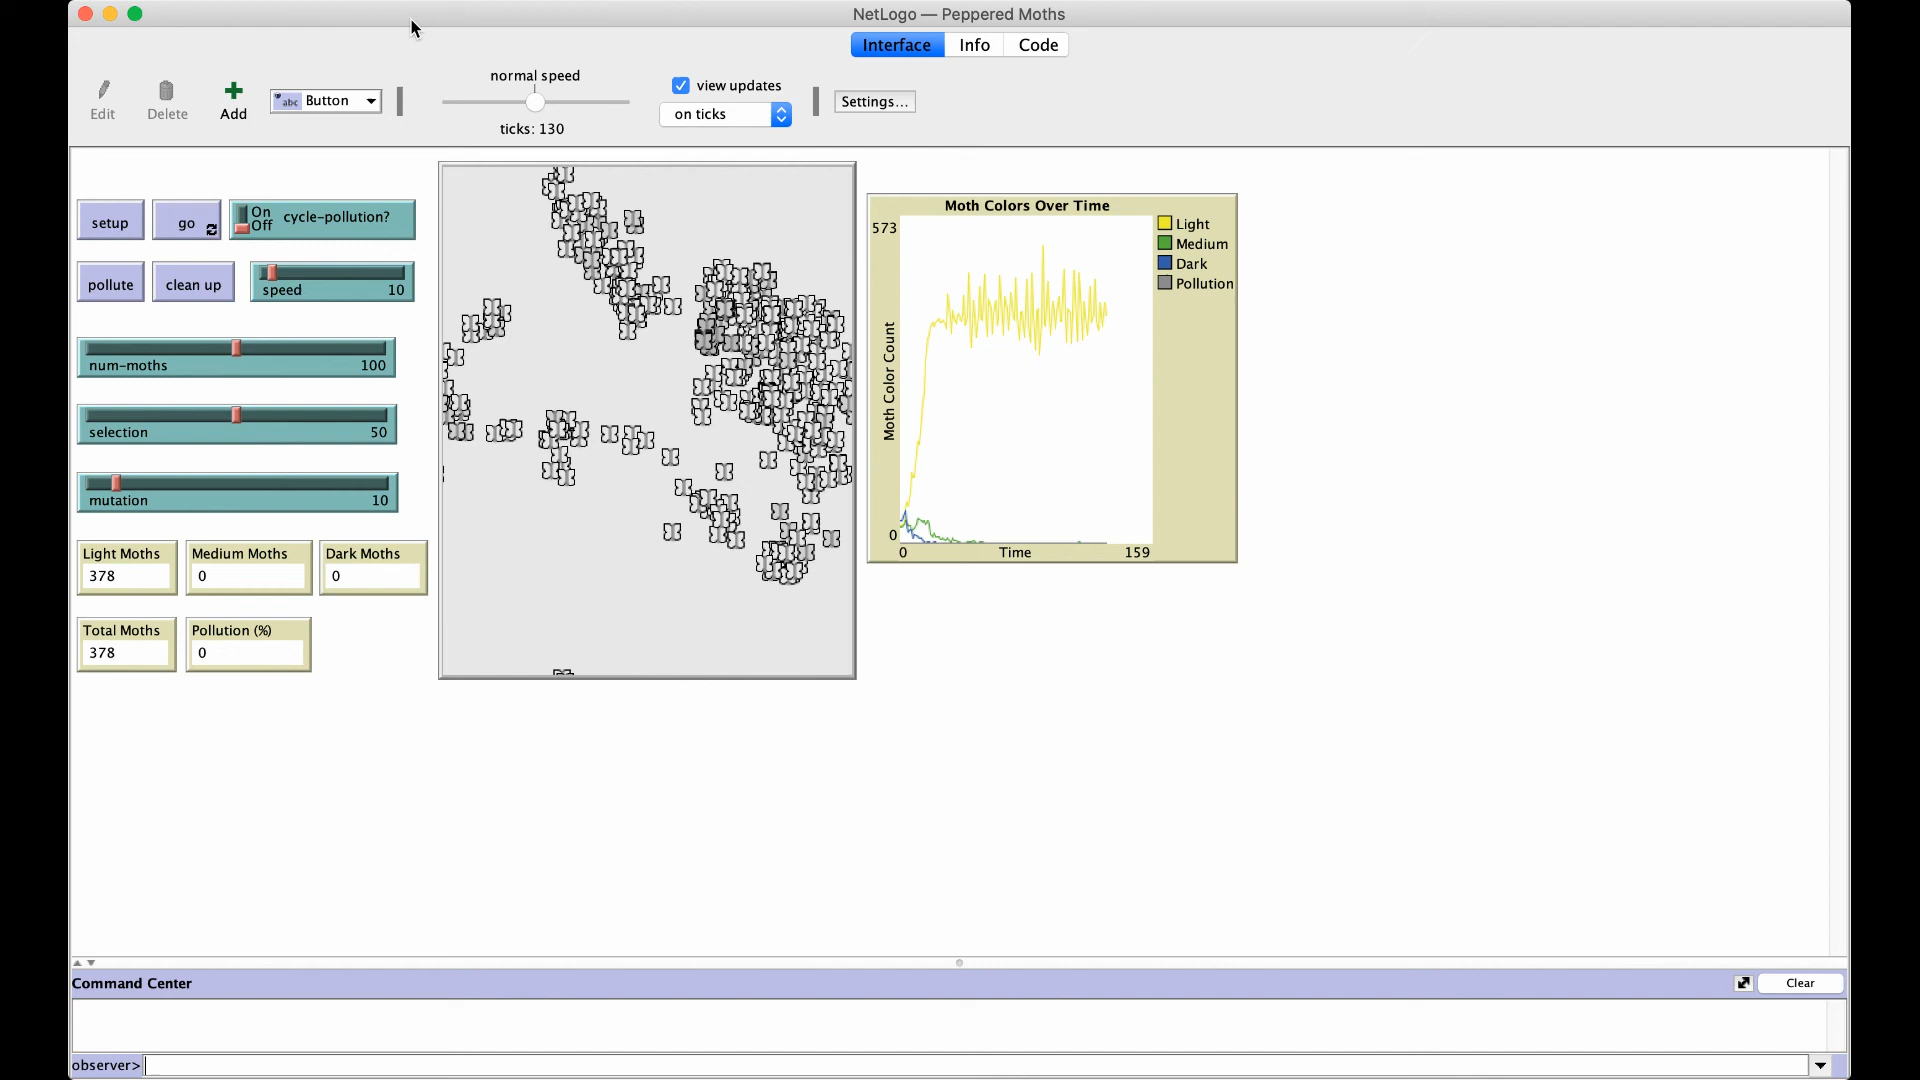 NetLogo — Peppered Moths
Interface Info Code
normal speed
view updates
Edit Delete Add abc Button Settings...
on ticks
ticks: 130
setup go On Off cycle-pollution?
pollute clean up speed 10
num-moths 100
selection 50
mutation 10
Light Moths Medium Moths Dark Moths
378 0 0
Total Moths Pollution (%)
378 0
Moth Colors Over Time
573
Moth Color Count
0
0 Time 159
Light
Medium
Dark
Pollution
Command Center Clear
observer>